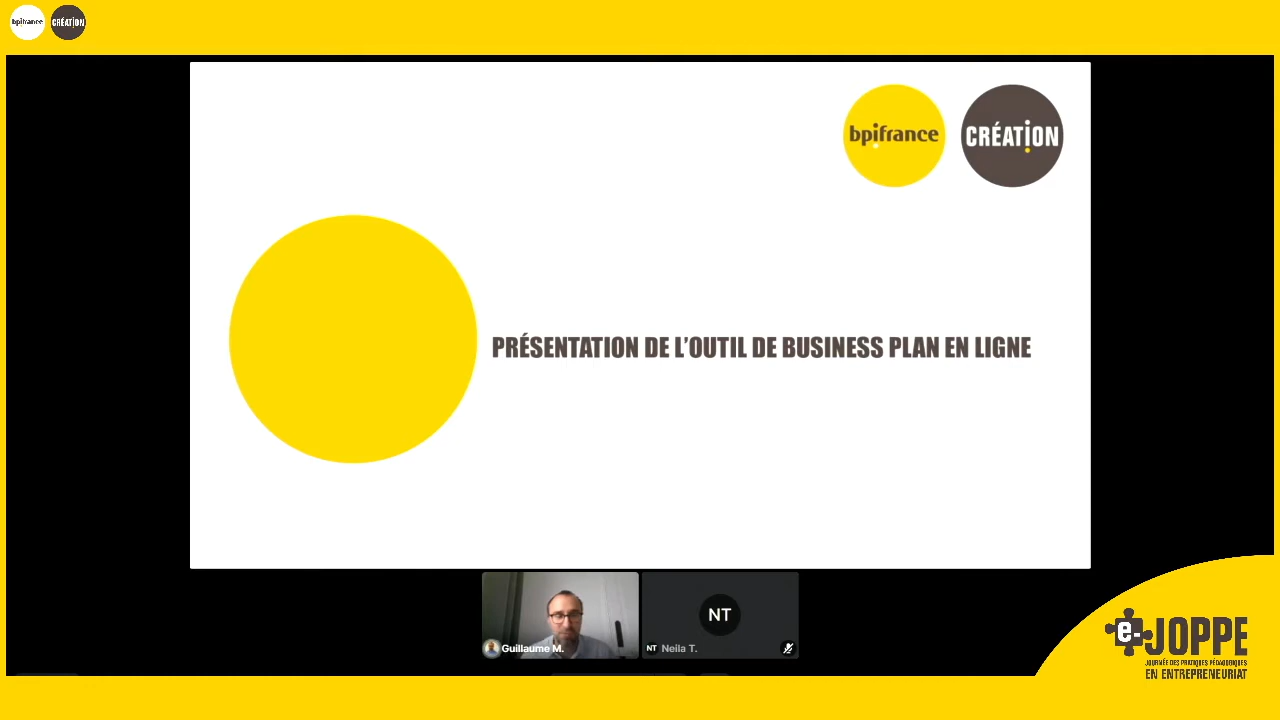 bpifrance
CRÉATION
bpifrance
CRÉATION
PRÉSENTATION DE L'OUTIL DE BUSINESS PLAN EN LIGNE
NT
Guillaume M.
NT Neila T.
e-JOPPE
JOURNÉE DES PRATIQUES PÉDAGOGIQUES
EN ENTREPRENEURIAT